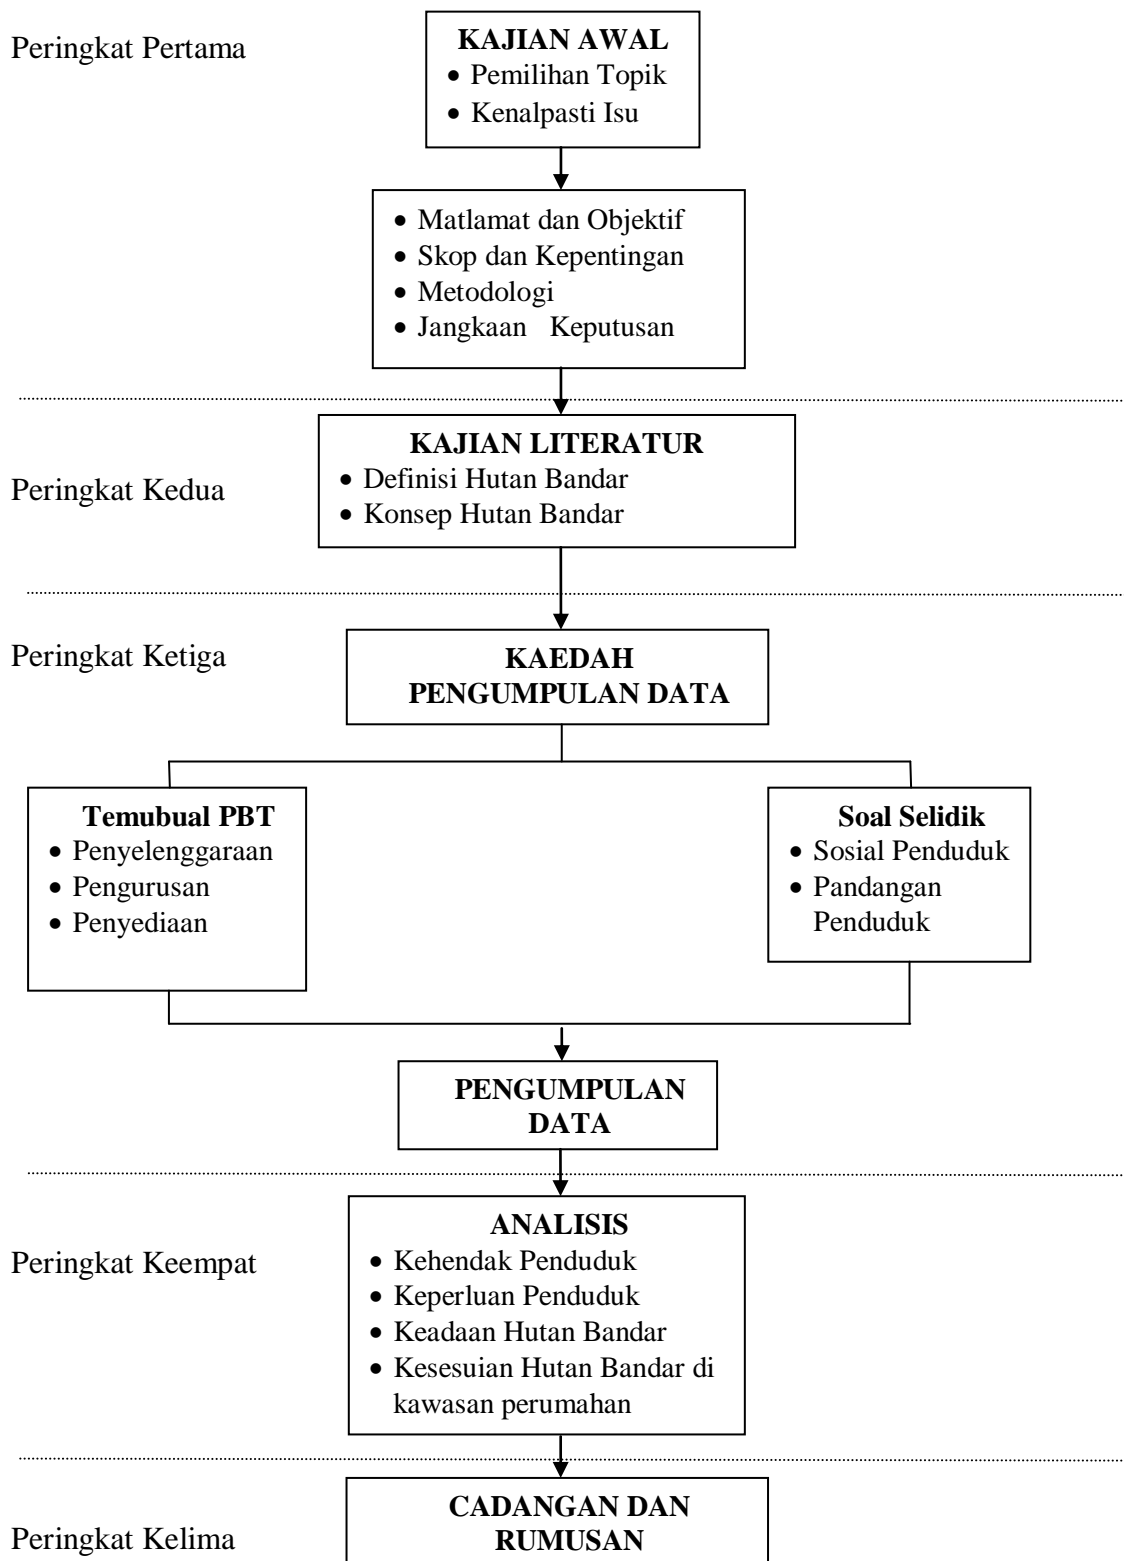 Peringkat Pertama
KAJIAN AWAL
• Pemilihan Topik
• Kenalpasti Isu
• Matlamat dan Objektif
• Skop dan Kepentingan
• Metodologi
• Jangkaan Keputusan
KAJIAN LITERATUR
• Definisi Hutan Bandar
• Konsep Hutan Bandar
Peringkat Kedua
Peringkat Ketiga
KAEDAH
PENGUMPULAN DATA
Temubual PBT
• Penyelenggaraan
• Pengurusan
• Penyediaan
Soal Selidik
• Sosial Penduduk
• Pandangan
Penduduk
PENGUMPULAN
DATA
Peringkat Keempat
ANALISIS
• Kehendak Penduduk
• Keperluan Penduduk
• Keadaan Hutan Bandar
• Kesesuian Hutan Bandar di
kawasan perumahan
Peringkat Kelima
CADANGAN DAN
RUMUSAN